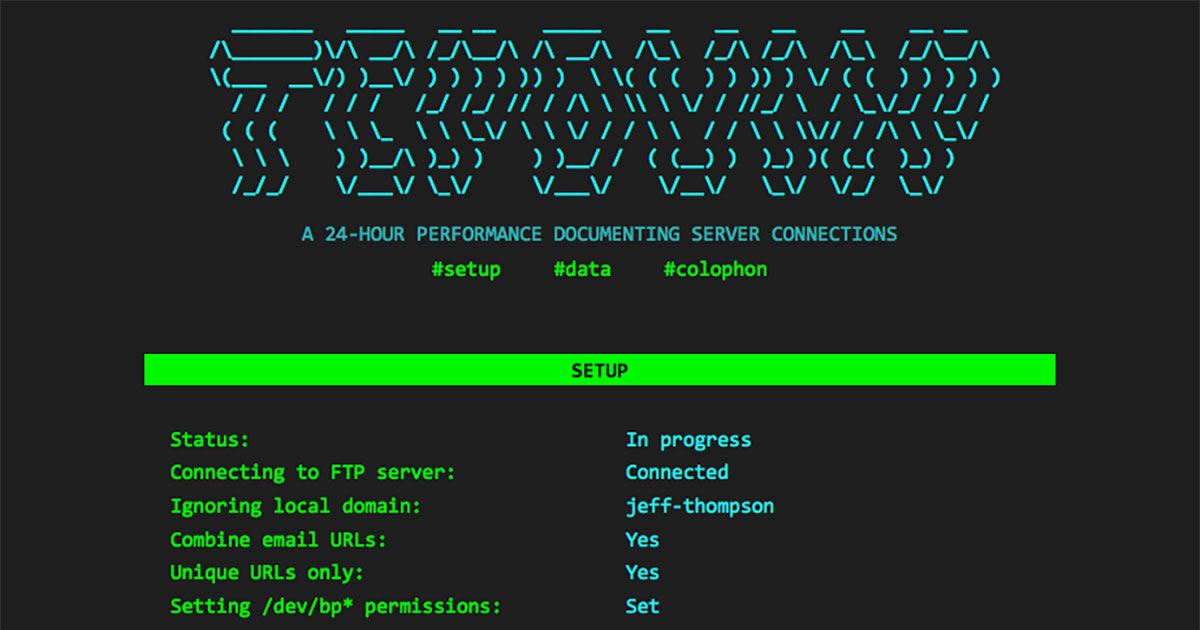 TCPDUMP
A 24-HOUR PERFORMANCE DOCUMENTING SERVER CONNECTIONS
#setup #data #colophon
SETUP
Status: In progress
Connecting to FTP server: Connected
Ignoring local domain: jeff-thompson
Combine email URLs: Yes
Unique URLs only: Yes
Setting /dev/bp* permissions: Set